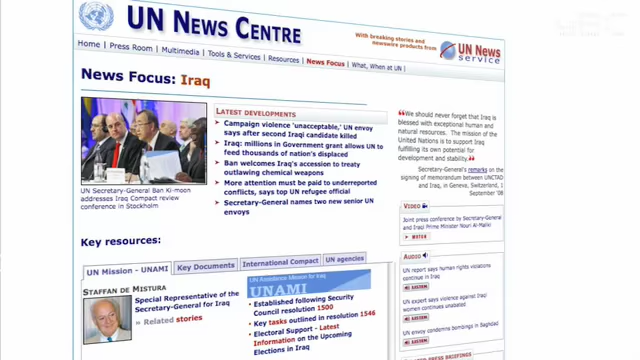 UN NEWS CENTRE
With breaking stories and
newswire products from
UN News
service
Home | Press Room | Multimedia | Tools & Services | Resources | News Focus | What, When at UN |
News Focus: Iraq
LATEST DEVELOPMENTS
Campaign violence 'unacceptable,' UN envoy
says after second Iraqi candidate killed
Iraq: millions in Government grant allows UN to
feed thousands of nation's displaced
Ban welcomes Iraq's accession to treaty
outlawing chemical weapons
More attention must be paid to underreported
conflicts, says top UN refugee official
Secretary-General names two new senior UN
envoys
UN Secretary-General Ban Ki-moon
addresses Iraq Compact review
conference in Stockholm
"We should never forget that Iraq is
blessed with exceptional human and
natural resources. The mission of the
United Nations is to support Iraq
fulfilling its own potential for
development and stability."
Secretary-General's remarks on the
signing of memorandum between UNCTAD
and Iraq, in Geneva, Switzerland, 1
September '08
VIDEO
Joint press conference by Secretary-General
and Iraqi Prime Minister Nouri Al-Maliki
WATCH
AUDIO
UN report says human rights violations
continue in Iraq
LISTEN
UN expert says violence against Iraqi
women continues unabated
LISTEN
UN envoy condemns bombings in Baghdad
LISTEN
Key resources:
UN Mission - UNAMI
Key Documents
International Compact
UN agencies
STAFFAN DE MISTURA
Special Representative of the
Secretary-General for Iraq
Related stories
UN Assistance Mission for Iraq
UNAMI
Established following Security
Council resolution 1500
Key tasks outlined in resolution 1546
Electoral Support - Latest
Information on the Upcoming
Elections in Iraq